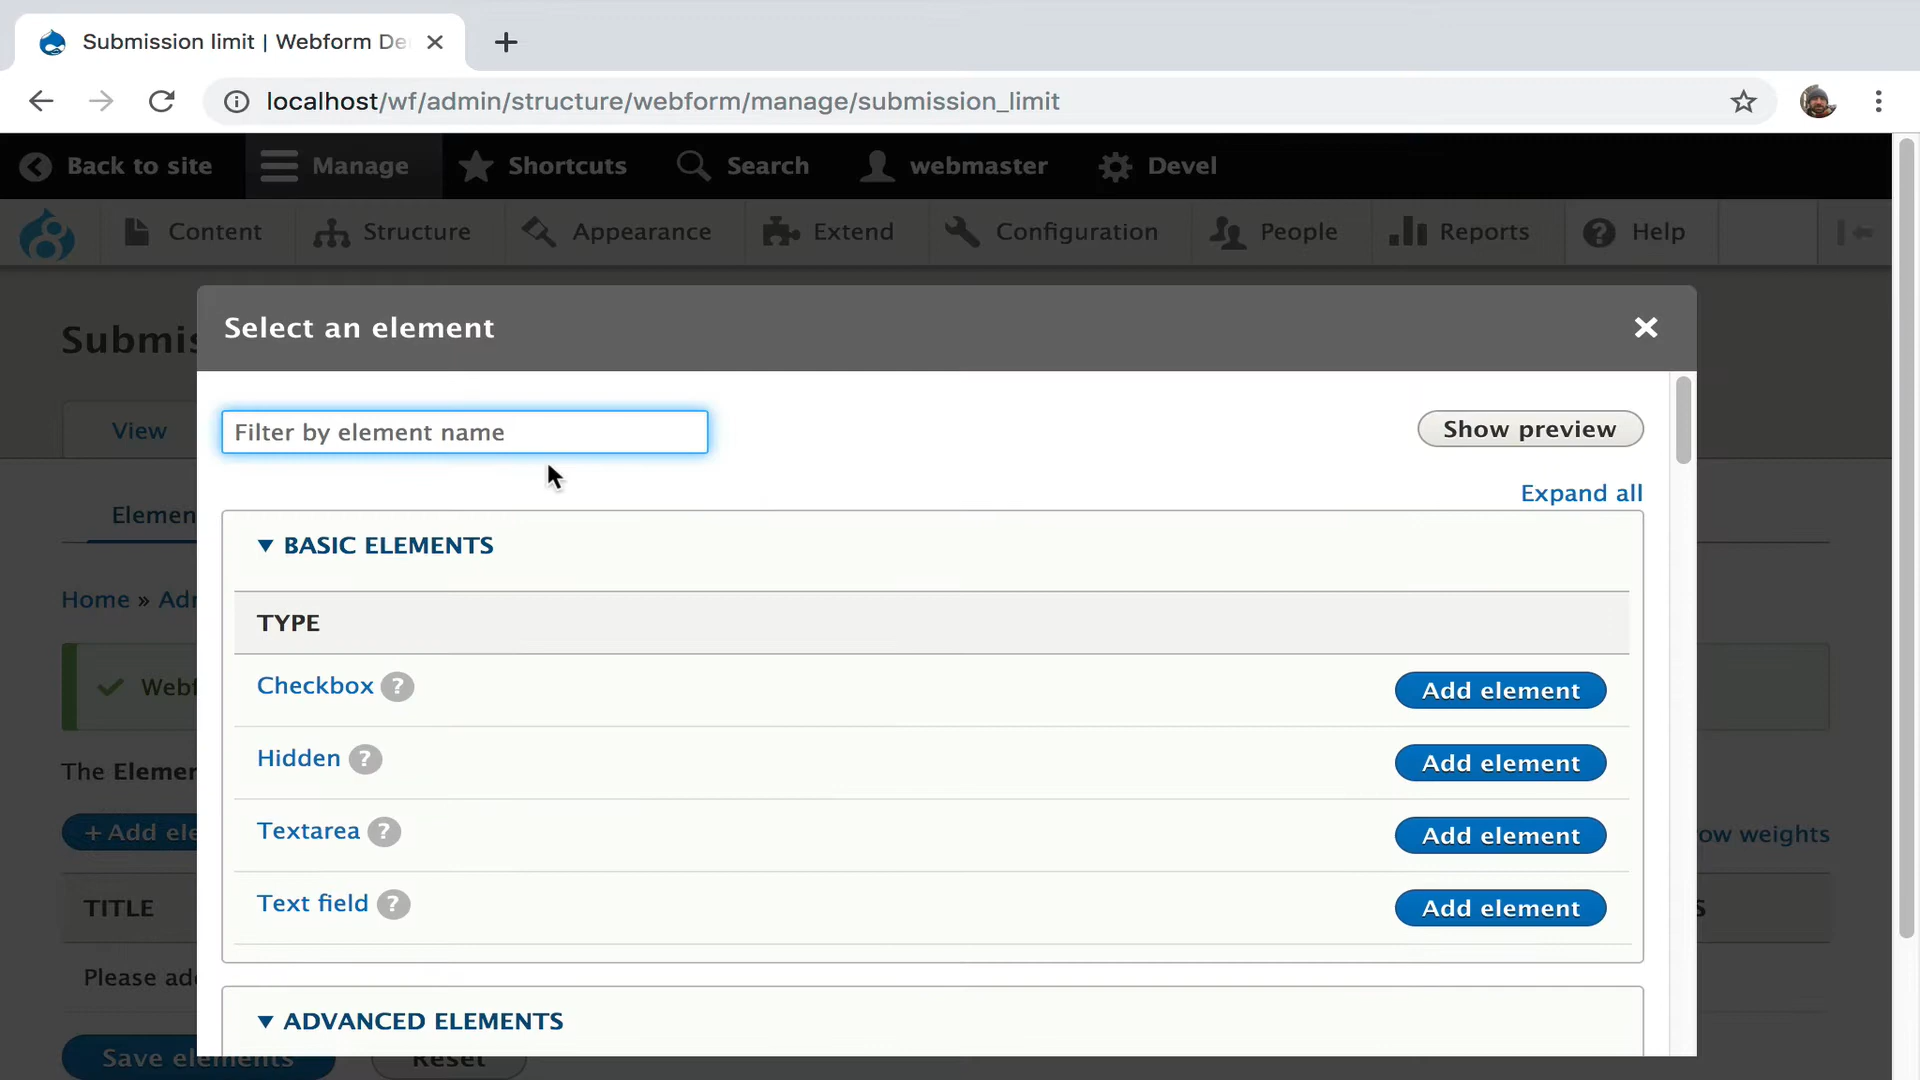 Submission limit | Webform De
localhost/wf/admin/structure/webform/manage/submission_limit
Back to site
Manage
Shortcuts
Search
webmaster
Devel
Content
Structure
Appearance
Extend
Configuration
People
Reports
Help
Submis
Select an element
View
Filter by element name
Show preview
Expand all
Elemen
BASIC ELEMENTS
Home » Adr
TYPE
Checkbox ?
Add element
Webf
Hidden ?
Add element
The Elemer
Textarea ?
Add element
+ Add ele
ow weights
Text field ?
Add element
TITLE
S
Please add
ADVANCED ELEMENTS
Save elements
Reset